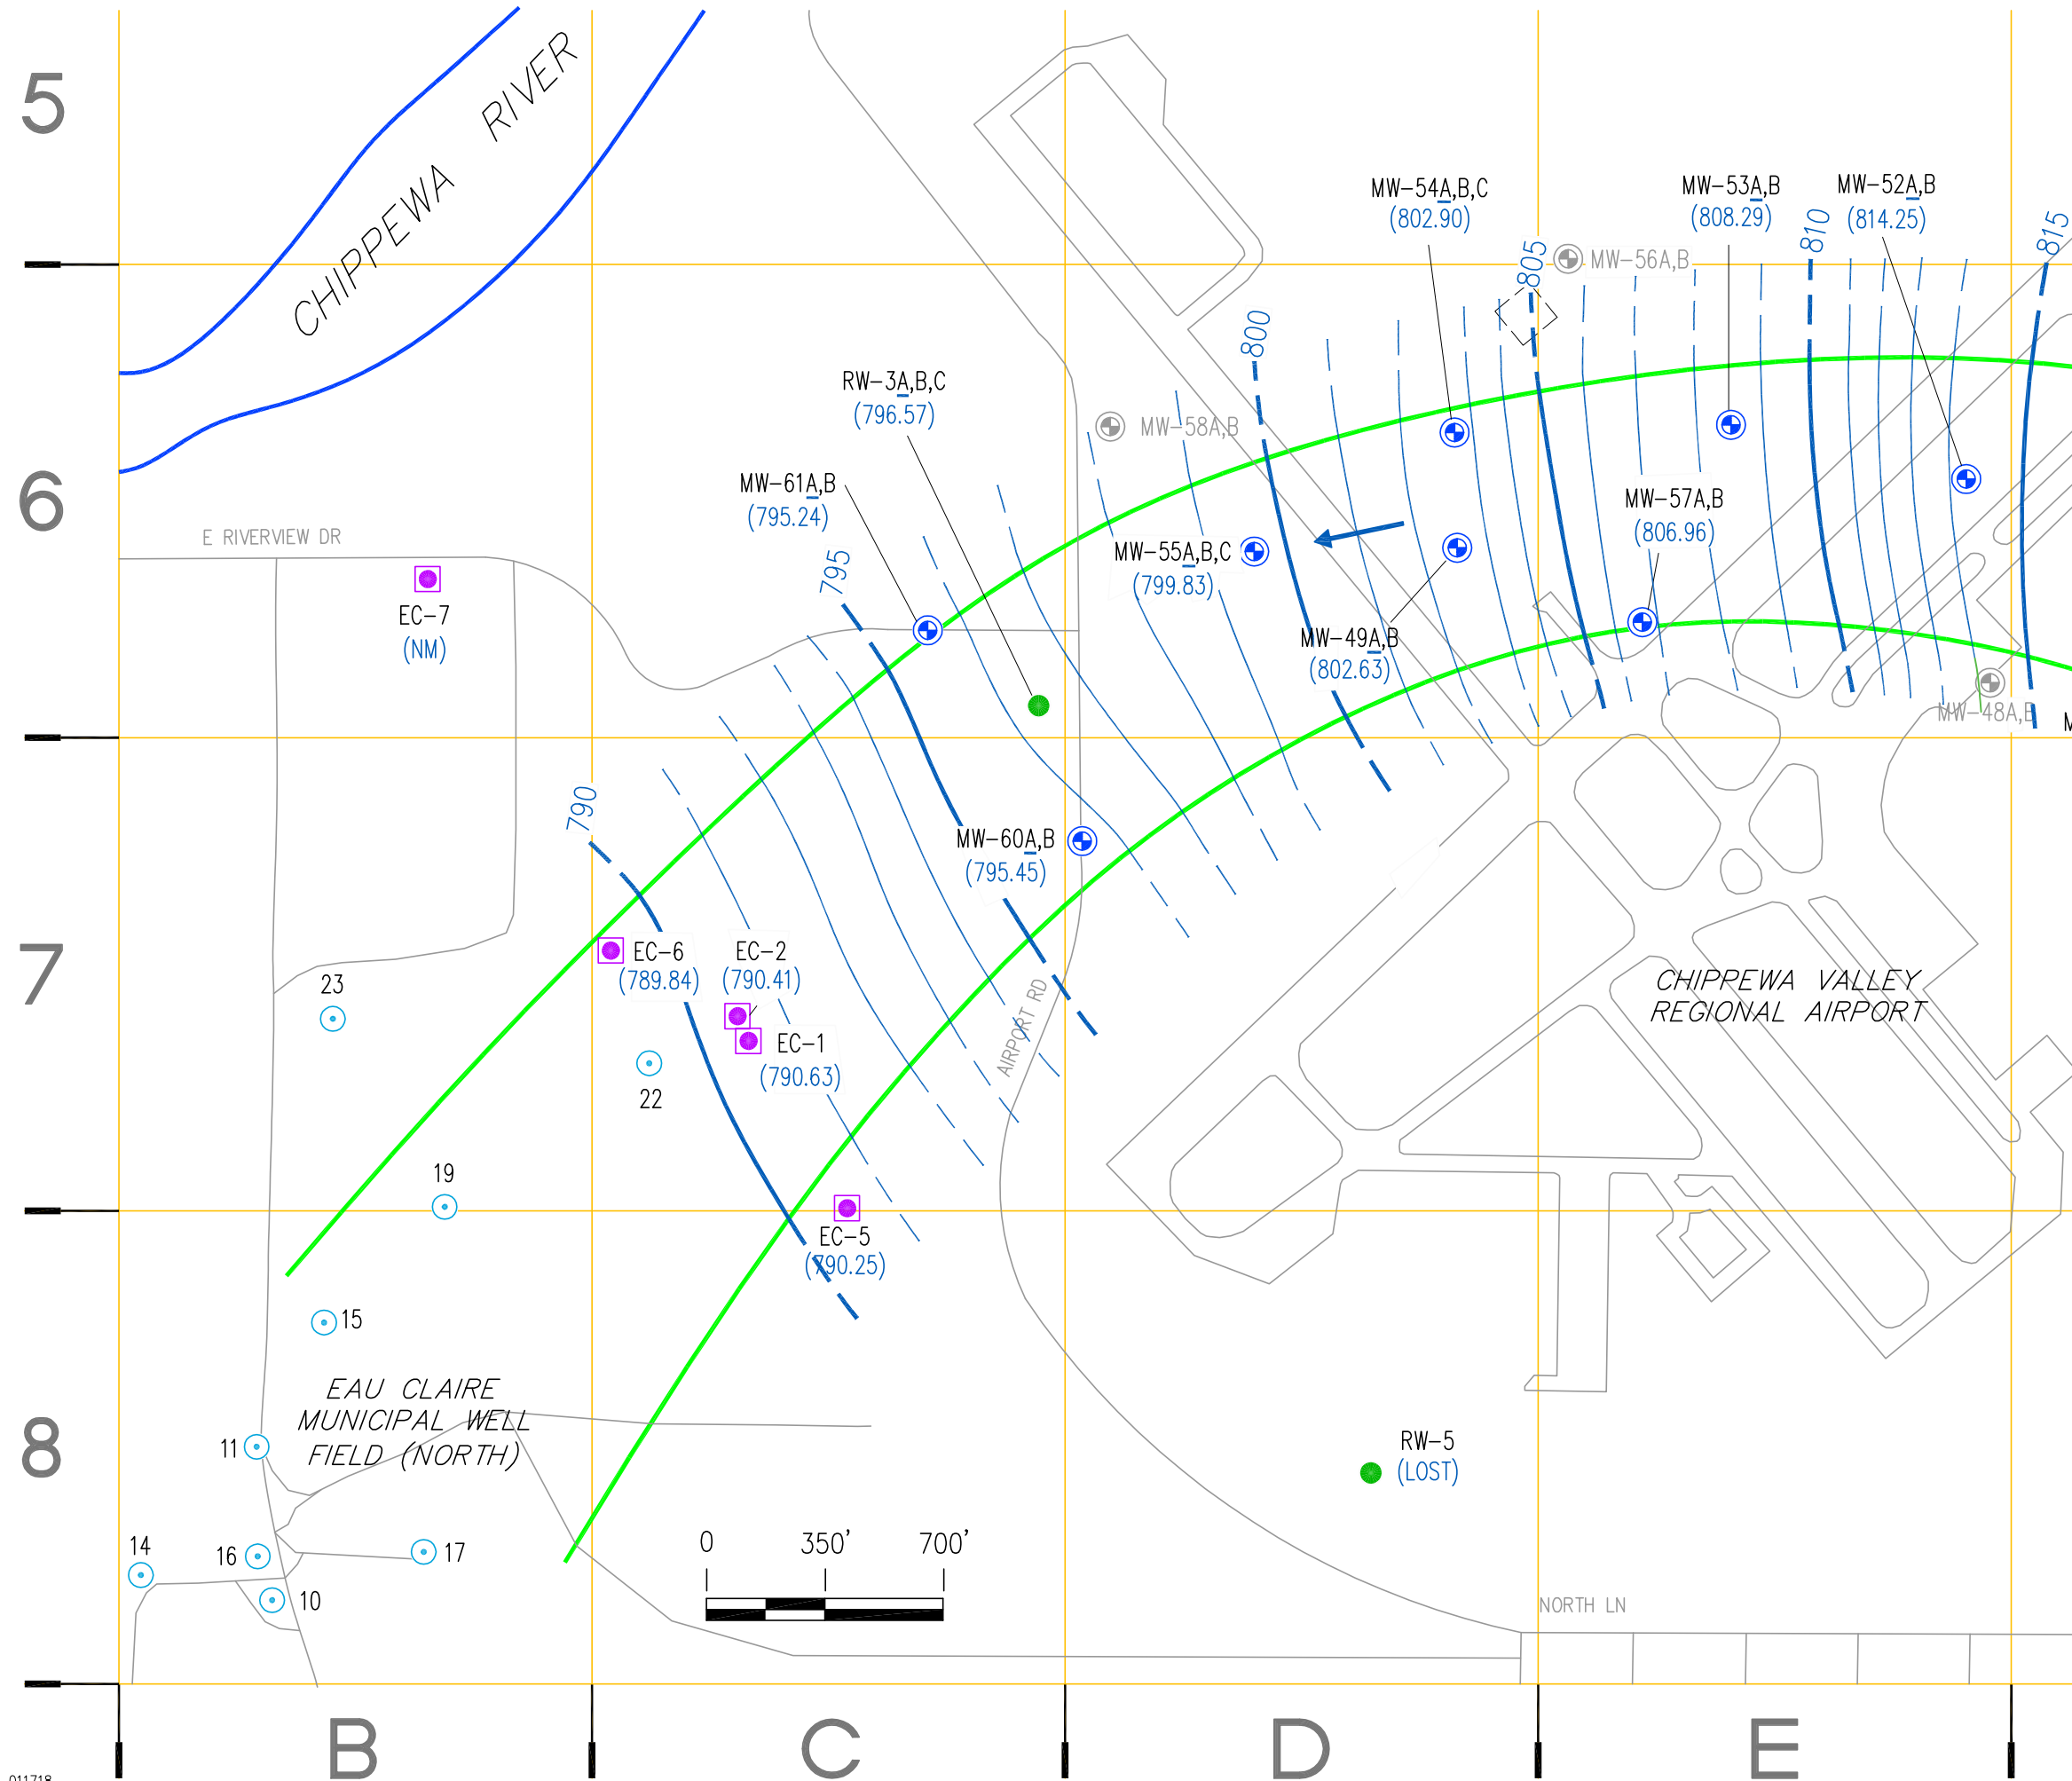 5
CHIPPEWA RIVER
MW-54A,B,C
(802.90)
MW-53A,B
(808.29)
MW-52A,B
(814.25)
805
810
815
MW-56A,B
800
RW-3A,B,C
(796.57)
MW-58A,B
6
MW-61A,B
(795.24)
MW-57A,B
(806.96)
E RIVERVIEW DR
795
MW-55A,B,C
(799.83)
EC-7
(NM)
MW-49A,B
(802.63)
MW-48A,B
M
790
MW-60A,B
(795.45)
7
EC-6
(789.84)
EC-2
(790.41)
23
CHIPPEWA VALLEY
REGIONAL AIRPORT
AIRPORT RD
EC-1
(790.63)
22
19
EC-5
(790.25)
15
EAU CLAIRE
MUNICIPAL WELL
FIELD (NORTH)
8
11
RW-5
(LOST)
0 350' 700'
14
16
17
10
NORTH LN
B C D E
011718